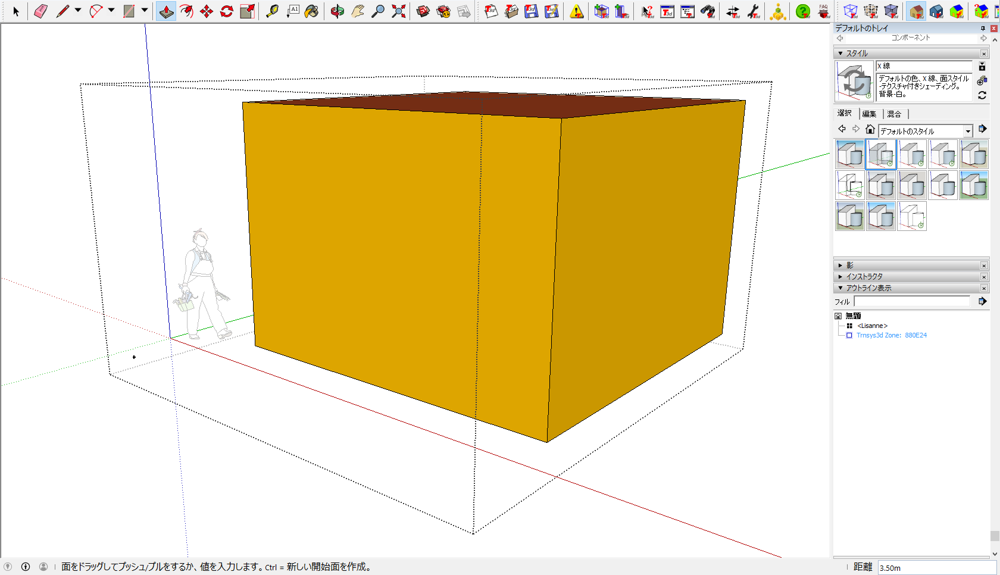 A1
T3d
FAQ
デフォルトのトレイ
コンポーネント
スタイル
X 線
デフォルトの色、X 線、面スタイル
-テクスチャ付きシェーディング。
背景-白。
選択 編集 混合
デフォルトのスタイル
影
インストラクタ
アウトライン表示
フィル
無題
<Lisanne>
Trnsys3d Zone: 880E24
面をドラッグしてプッシュ/プルをするか、値を入力します。Ctrl = 新しい開始面を作成。
距離 3.50m